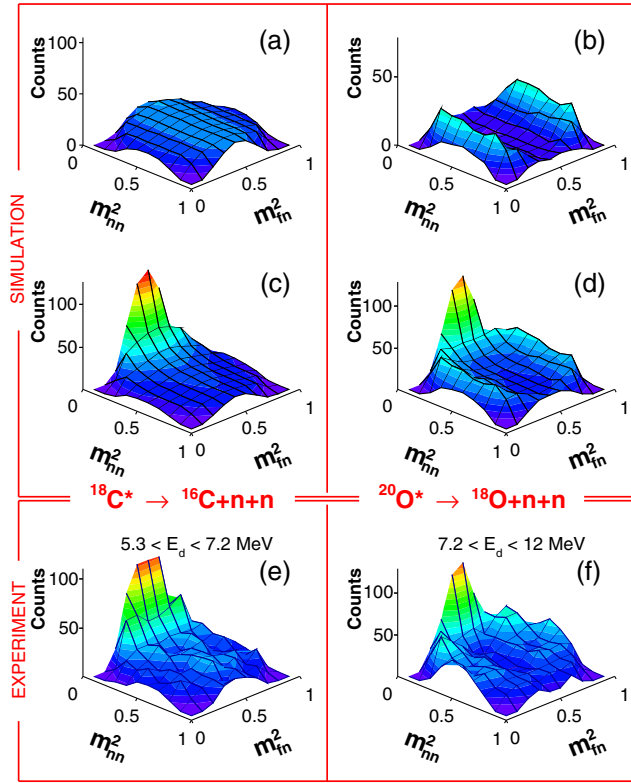 (a)
Counts
100
50
0
0
0.5
1
m²nn
0
0.5
1
m²fn
(b)
Counts
50
0
0
0.5
1
m²nn
0
0.5
1
m²fn
SIMULATION
(c)
Counts
100
50
0
0.5
1
m²nn
0
0.5
1
m²fn
(d)
Counts
100
50
0
0.5
1
m²nn
0
0.5
1
m²fn
¹⁸C* → ¹⁶C+n+n
²⁰O* → ¹⁸O+n+n
EXPERIMENT
5.3 < E_d < 7.2 MeV
(e)
Counts
100
50
0
0.5
1
m²nn
0
0.5
1
m²fn
7.2 < E_d < 12 MeV
(f)
Counts
100
50
0
0.5
1
m²nn
0
0.5
1
m²fn